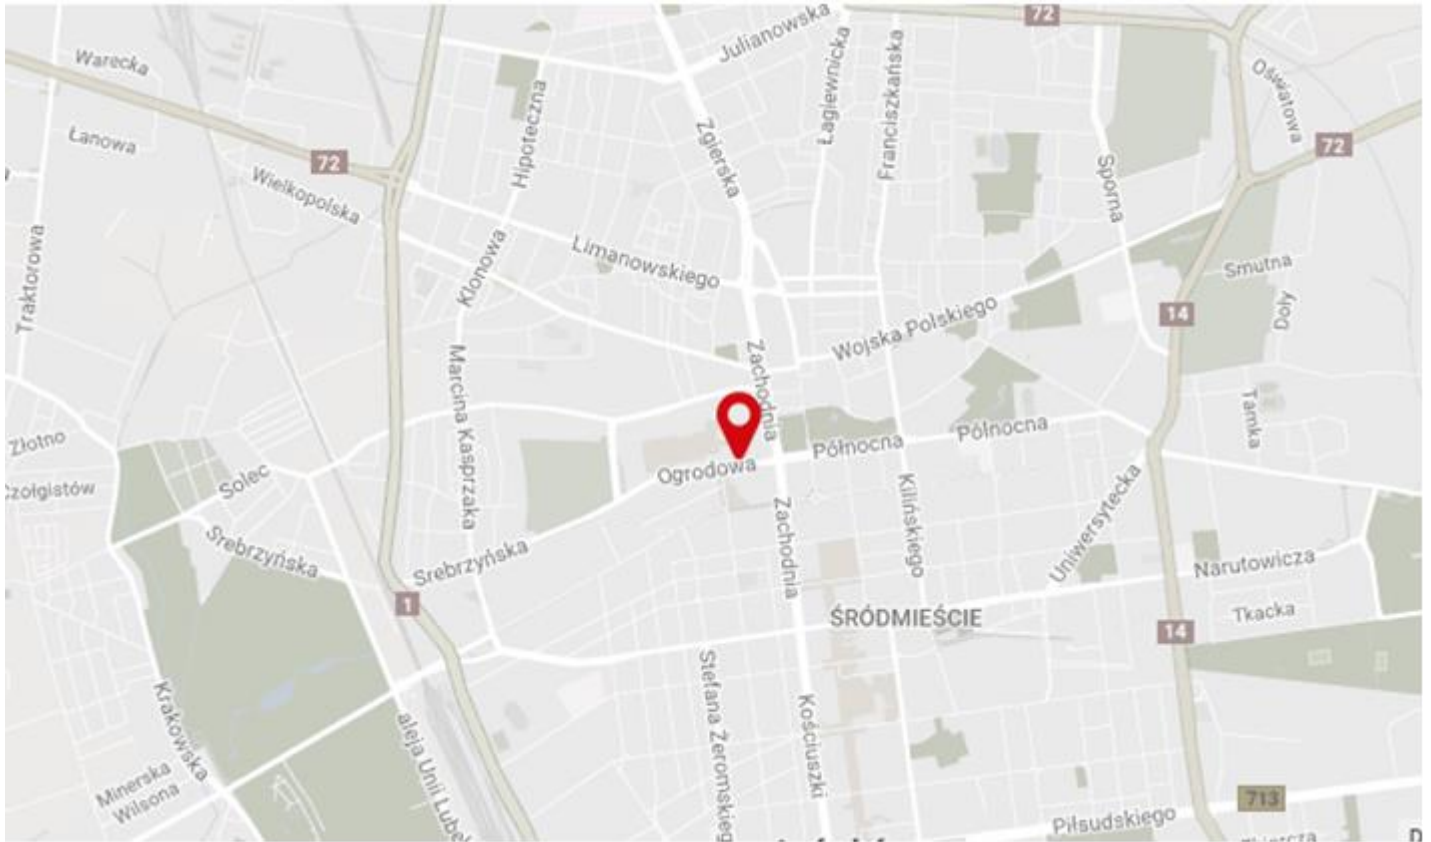 72
Julianowska
Warecka
Łagiewnicka
Franciszkańska
Oświatowa
Łanowa
Hipoteczna
Zgierska
72
72
Wielkopolska
Sporna
Traktorowa
Klonowa
Limanowskiego
Smutna
Doły
14
Wojska Polskiego
Zachodnia
Marcina Kasprzaka
Tamka
Złotno
Północna
Północna
Ogrodowa
Solec
Czołgistów
Kilińskiego
Uniwersytecka
Zachodnia
Srebrzyńska
Srebrzyńska
Narutowicza
1
ŚRÓDMIEŚCIE
Tkacka
14
Stefana Żeromskieg
Krakowska
Kościuszki
aleja Unii Lubel
Minerska
Wilsona
713
Piłsudskiego
D